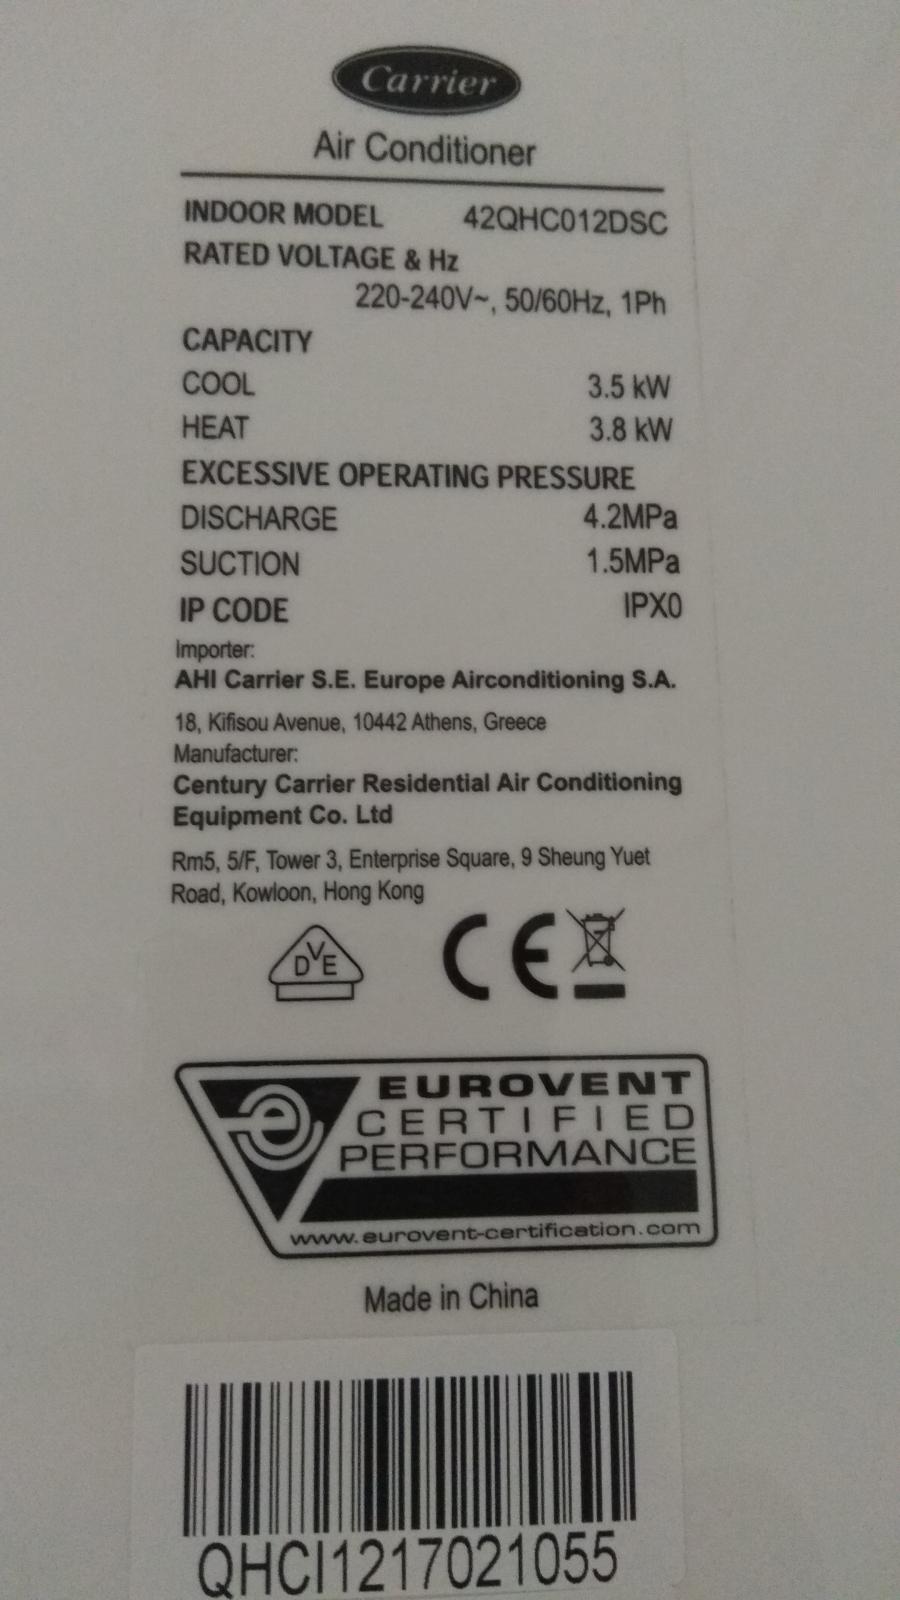 Carrier
Air Conditioner
INDOOR MODEL 42QHC012DSC
RATED VOLTAGE & Hz
220-240V~, 50/60Hz, 1Ph
CAPACITY
COOL 3.5 kW
HEAT 3.8 kW
EXCESSIVE OPERATING PRESSURE
DISCHARGE 4.2MPa
SUCTION 1.5MPa
IP CODE IPX0
Importer:
AHI Carrier S.E. Europe Airconditioning S.A.
18, Kifisou Avenue, 10442 Athens, Greece
Manufacturer:
Century Carrier Residential Air Conditioning
Equipment Co. Ltd
Rm5, 5/F, Tower 3, Enterprise Square, 9 Sheung Yuet
Road, Kowloon, Hong Kong
DVE CE
EUROVENT
CERTIFIED
PERFORMANCE
www.eurovent-certification.com
Made in China
QHCI1217021055